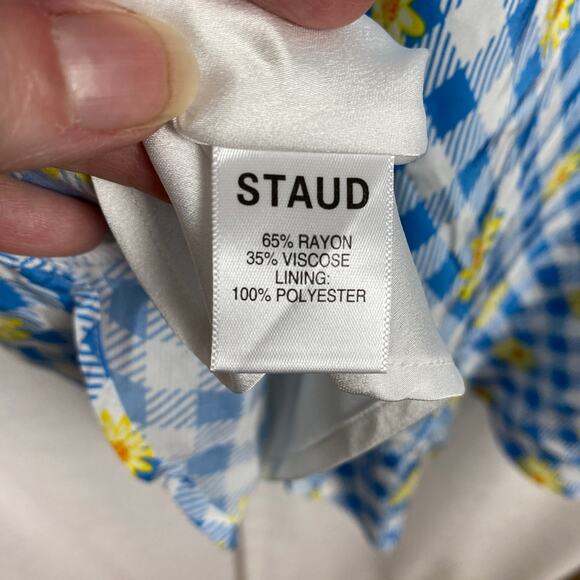 STAUD
65% RAYON
35% VISCOSE
LINING:
100% POLYESTER